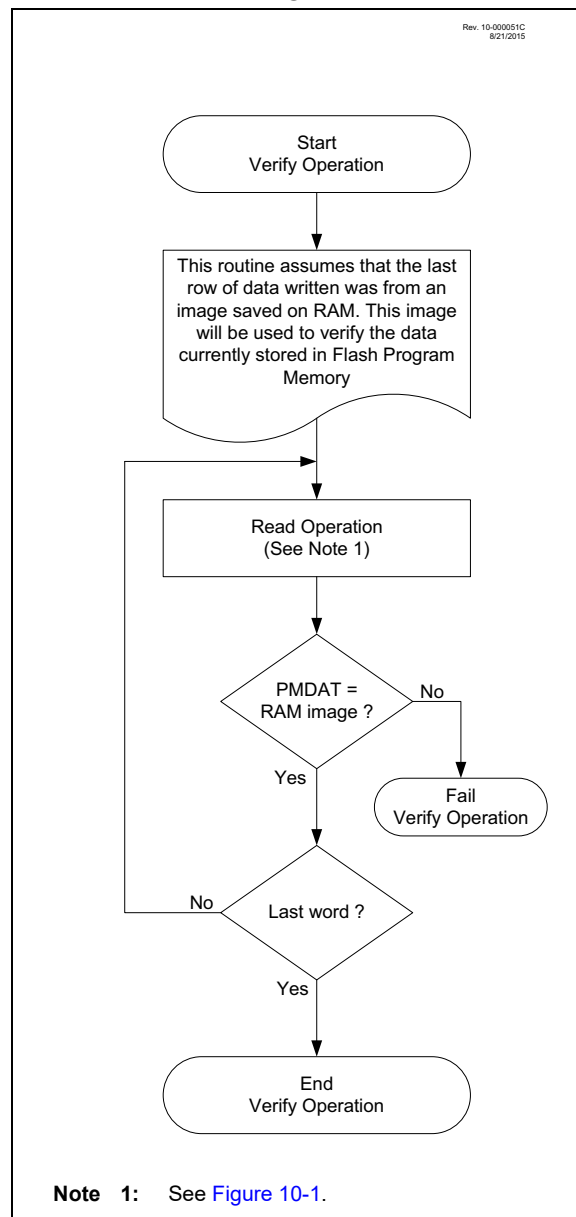 Rev. 10-000051C
8/21/2015
Start
Verify Operation
This routine assumes that the last
row of data written was from an
image saved on RAM. This image
will be used to verify the data
currently stored in Flash Program
Memory
Read Operation
(See Note 1)
PMDAT =
RAM image ?
No
Yes
Fail
Verify Operation
Last word ?
No
Yes
End
Verify Operation
Note 1: See Figure 10-1.